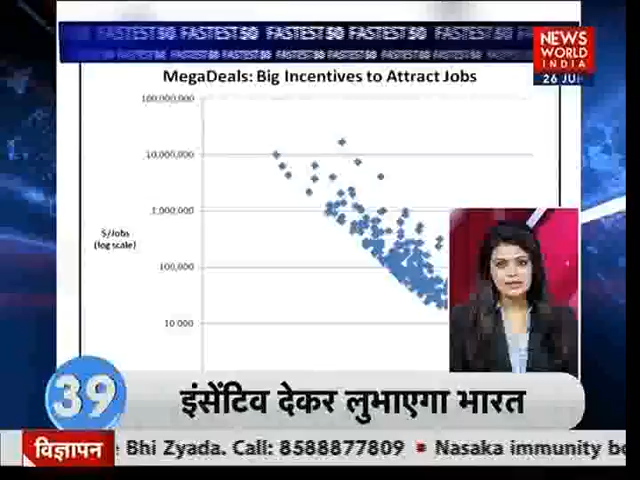 FASTEST 50 FASTEST 50 FASTEST 50 FASTEST 50
NEWS
WORLD
INDIA
MegaDeals: Big Incentives to Attract Jobs
100,000,000
10,000,000
1,000,000
$/Jobs
(log scale)
100,000
10 000
39
इंसेंटिव देकर लुभाएगा भारत
विज्ञापन
Bhi Zyada. Call: 8588877809 • Nasaka immunity